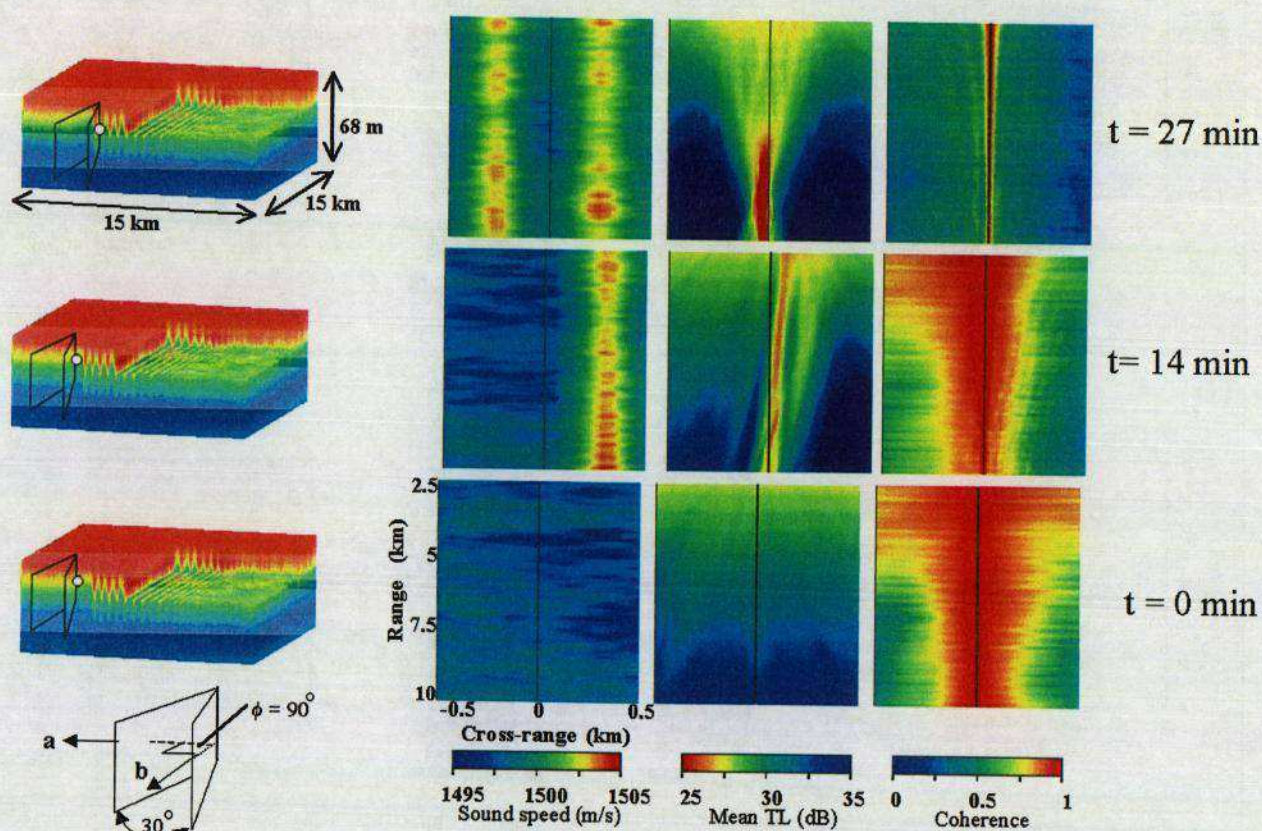 68 m
15 km
15 km
t = 27 min
t= 14 min
2.5
5
7.5
10
Range (km)
t = 0 min
-0.5 0 0.5
Cross-range (km)
ϕ = 90°
a
b
30°
1495 1500 1505
Sound speed (m/s)
25 30 35
Mean TL (dB)
0 0.5 1
Coherence